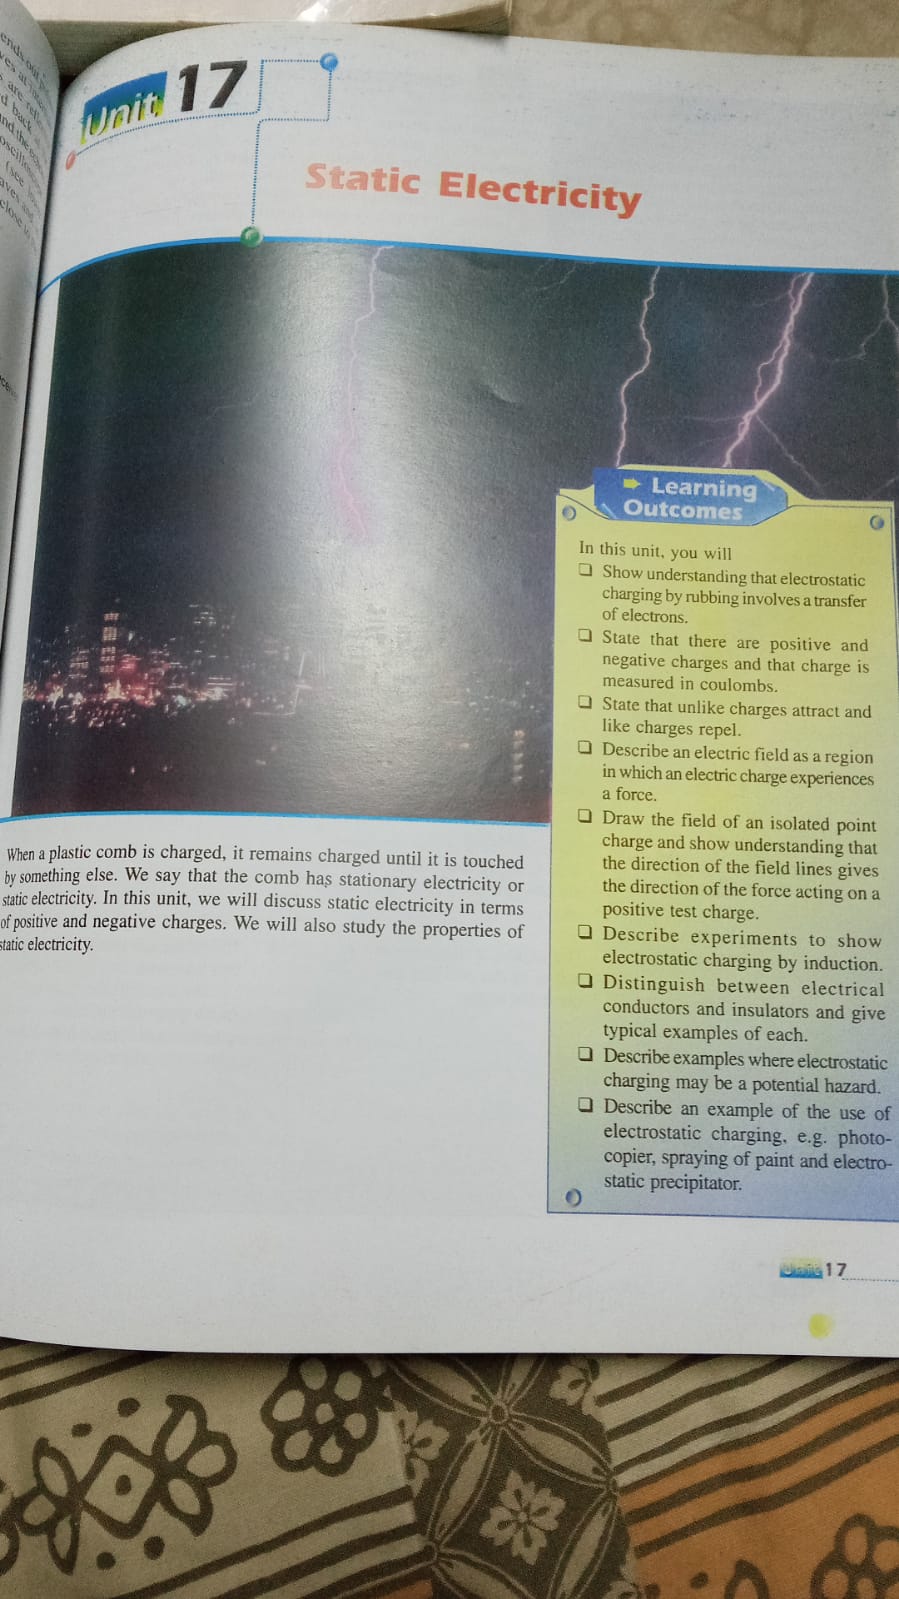 Unit 17
Static Electricity
Learning
Outcomes
In this unit, you will
❑ Show understanding that electrostatic
charging by rubbing involves a transfer
of electrons.
❑ State that there are positive and
negative charges and that charge is
measured in coulombs.
❑ State that unlike charges attract and
like charges repel.
❑ Describe an electric field as a region
in which an electric charge experiences
a force.
❑ Draw the field of an isolated point
charge and show understanding that
the direction of the field lines gives
the direction of the force acting on a
positive test charge.
❑ Describe experiments to show
electrostatic charging by induction.
❑ Distinguish between electrical
conductors and insulators and give
typical examples of each.
❑ Describe examples where electrostatic
charging may be a potential hazard.
❑ Describe an example of the use of
electrostatic charging, e.g. photo-
copier, spraying of paint and electro-
static precipitator.
When a plastic comb is charged, it remains charged until it is touched
by something else. We say that the comb has stationary electricity or
static electricity. In this unit, we will discuss static electricity in terms
of positive and negative charges. We will also study the properties of
static electricity.
Unit 17